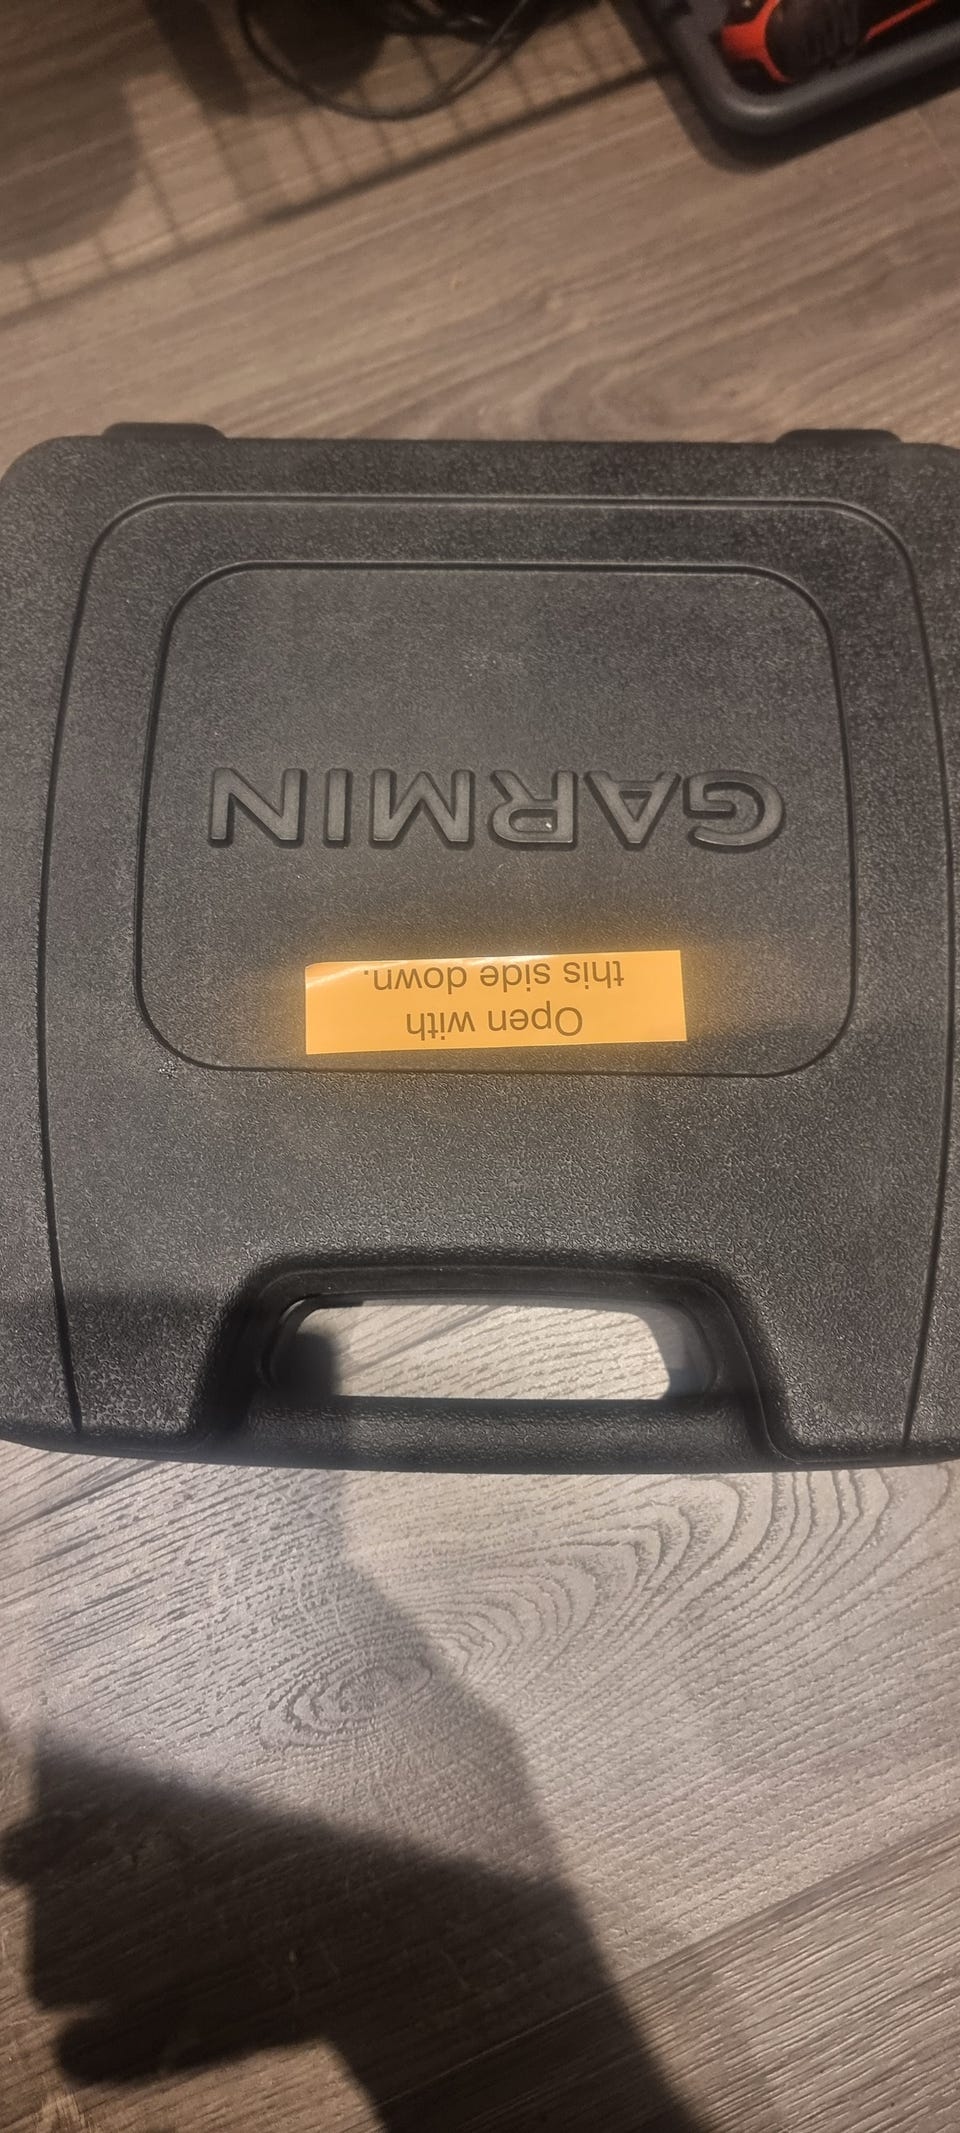 GARMIN
Open with
this side down.